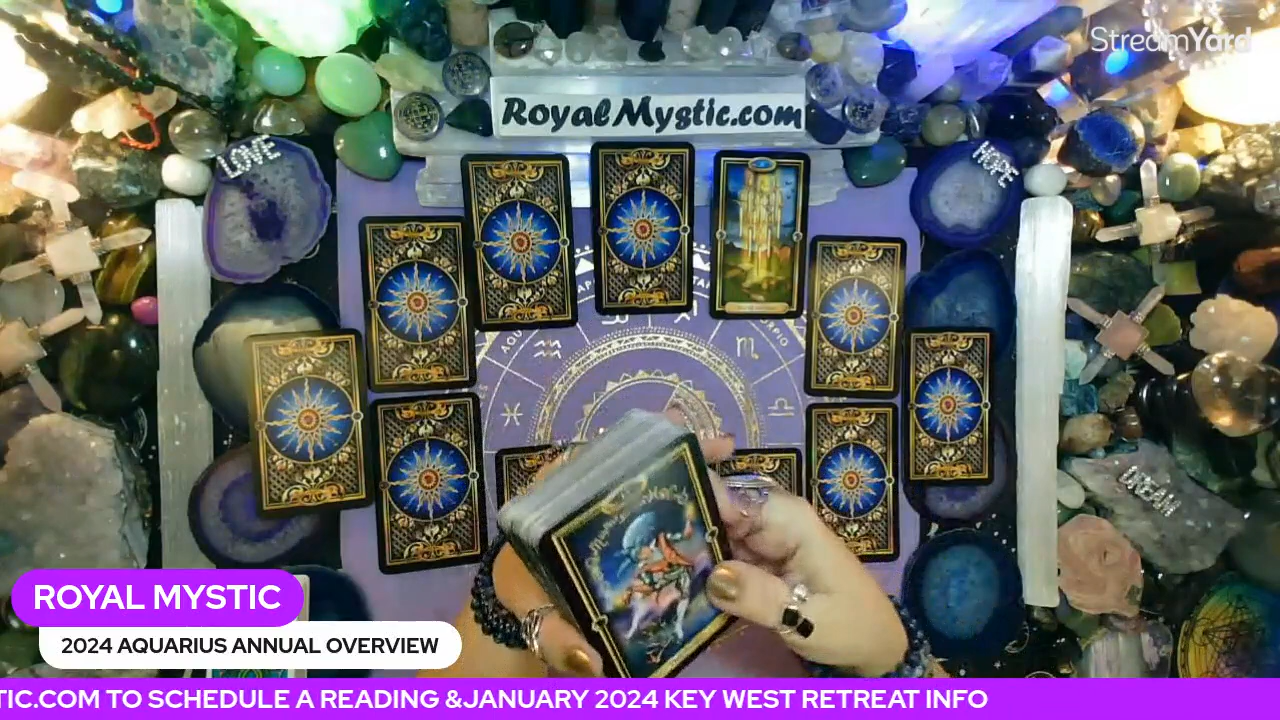 StreamYard
RoyalMystic.com
LOVE
HOPE
DREAM
ROYAL MYSTIC
2024 AQUARIUS ANNUAL OVERVIEW
TIC.COM TO SCHEDULE A READING &JANUARY 2024 KEY WEST RETREAT INFO